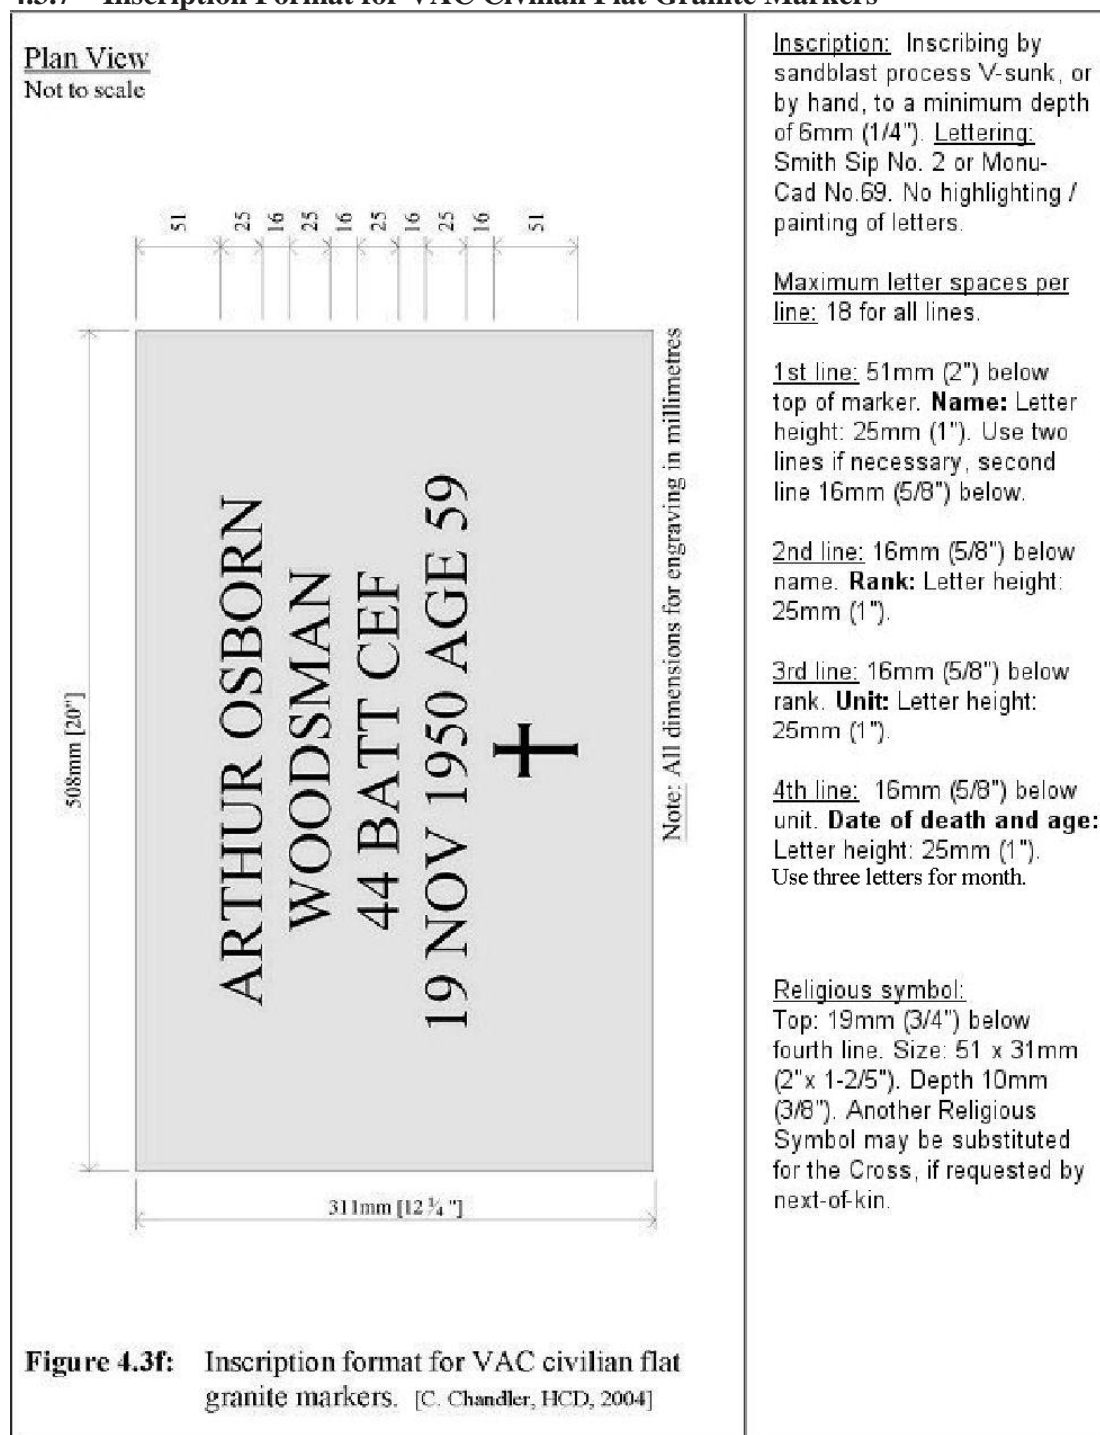 4.3.7 Inscription Format for VAC Civilian Flat Granite Markers
Plan View
Not to scale
51 25 16 25 16 25 16 25 16 51
508mm [20"]
ARTHUR OSBORN
WOODSMAN
44 BATT CEF
19 NOV 1950 AGE 59
Note: All dimensions for engraving in millimetres
311mm [12 ¼ "]
Figure 4.3f: Inscription format for VAC civilian flat
granite markers. [C. Chandler, HCD, 2004]
Inscription: Inscribing by
sandblast process V-sunk, or
by hand, to a minimum depth
of 6mm (1/4"). Lettering:
Smith Sip No. 2 or Monu-
Cad No.69. No highlighting /
painting of letters.
Maximum letter spaces per
line: 18 for all lines.
1st line: 51mm (2") below
top of marker. Name: Letter
height: 25mm (1"). Use two
lines if necessary, second
line 16mm (5/8") below.
2nd line: 16mm (5/8") below
name. Rank: Letter height:
25mm (1").
3rd line: 16mm (5/8") below
rank. Unit: Letter height:
25mm (1").
4th line: 16mm (5/8") below
unit. Date of death and age:
Letter height: 25mm (1").
Use three letters for month.
Religious symbol:
Top: 19mm (3/4") below
fourth line. Size: 51 x 31mm
(2"x 1-2/5"). Depth 10mm
(3/8"). Another Religious
Symbol may be substituted
for the Cross, if requested by
next-of-kin.